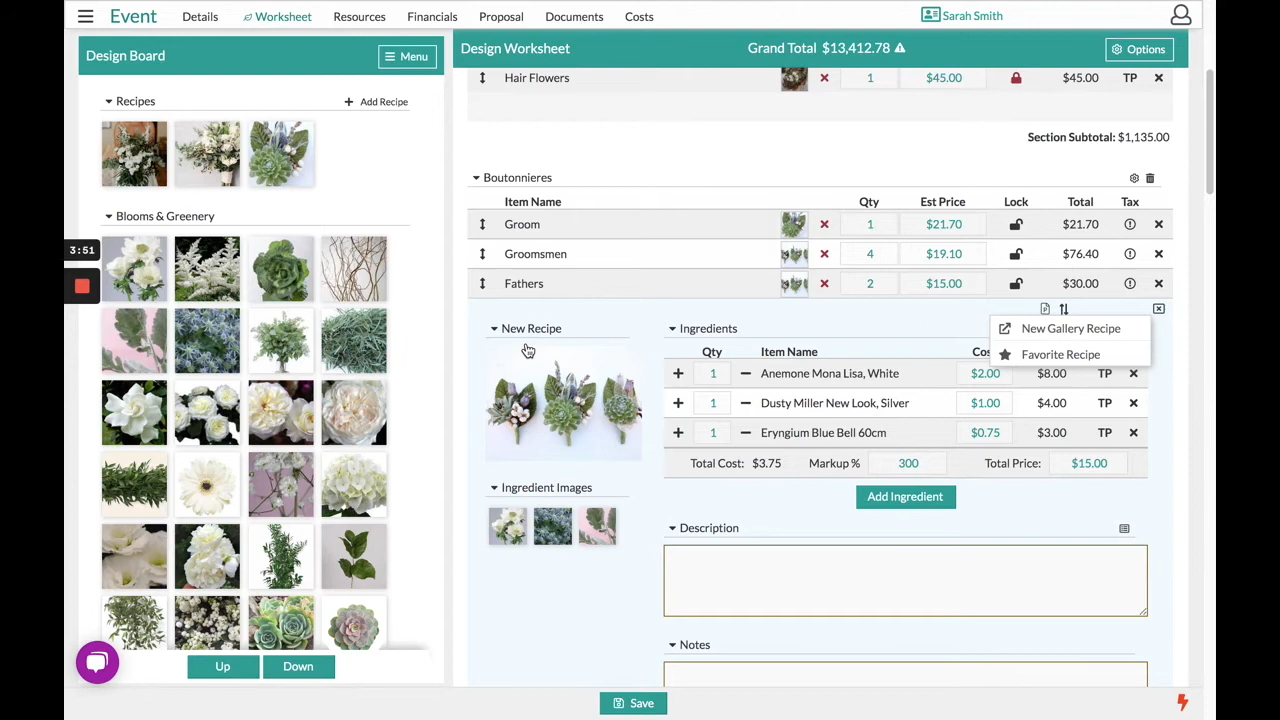 Event Details Worksheet Resources Financials Proposal Documents Costs Sarah Smith
Design Board Menu
Recipes + Add Recipe
Blooms & Greenery
3:51
Up Down
Design Worksheet Grand Total $13,412.78 Options
Hair Flowers 1 $45.00 $45.00 TP
Section Subtotal: $1,135.00
Boutonnieres
Item Name Qty Est Price Lock Total Tax
Groom 1 $21.70 $21.70
Groomsmen 4 $19.10 $76.40
Fathers 2 $15.00 $30.00
New Gallery Recipe
Favorite Recipe
New Recipe
Ingredient Images
Ingredients
Qty Item Name Cos
1 Anemone Mona Lisa, White $2.00 $8.00 TP
1 Dusty Miller New Look, Silver $1.00 $4.00 TP
1 Eryngium Blue Bell 60cm $0.75 $3.00 TP
Total Cost: $3.75 Markup % 300 Total Price: $15.00
Add Ingredient
Description
Notes
Save